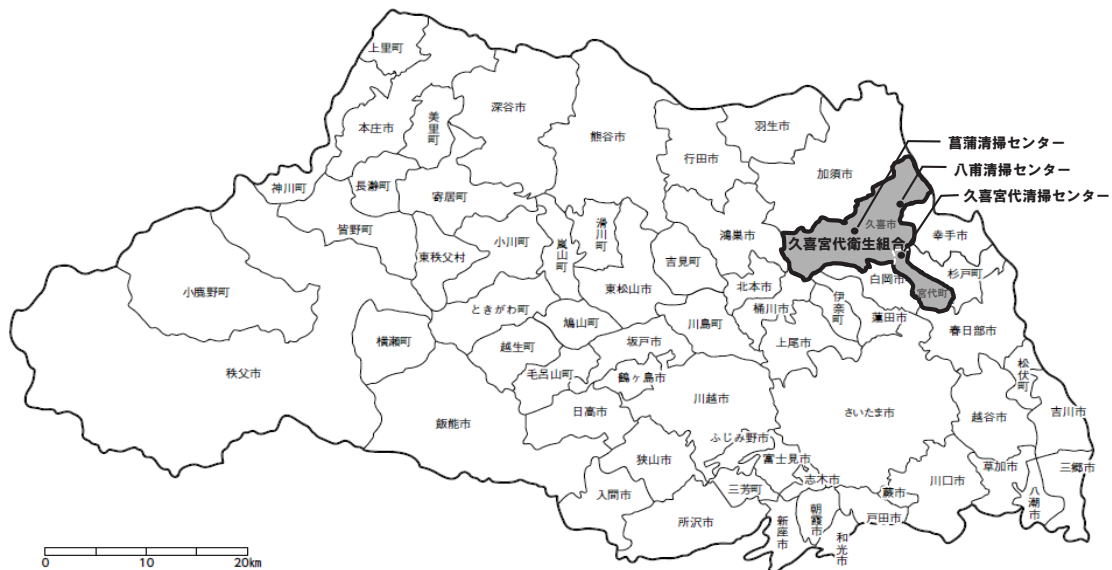 上里町
深谷市
本庄市
美里町
熊谷市
羽生市
行田市
加須市
菖蒲清掃センター
八甫清掃センター
久喜宮代清掃センター
神川町
長瀞町
寄居町
皆野町
東秩父村
小川町
嵐山町
滑川町
吉見町
鴻巣市
久喜市
久喜宮代衛生組合
幸手市
杉戸町
白岡市
宮代町
小鹿野町
東松山市
北本市
桶川市
伊奈町
蓮田市
春日部市
ときがわ町
鳩山町
川島町
上尾市
横瀬町
越生町
坂戸市
秩父市
毛呂山町
鶴ヶ島市
松伏町
川越市
日高市
飯能市
さいたま市
越谷市
吉川市
ふじみ野市
狭山市
富士見市
入間市
三芳町
志木市
蕨市
川口市
草加市
三郷市
八潮市
所沢市
新座市
朝霞市
和光市
戸田市
0 10 20km